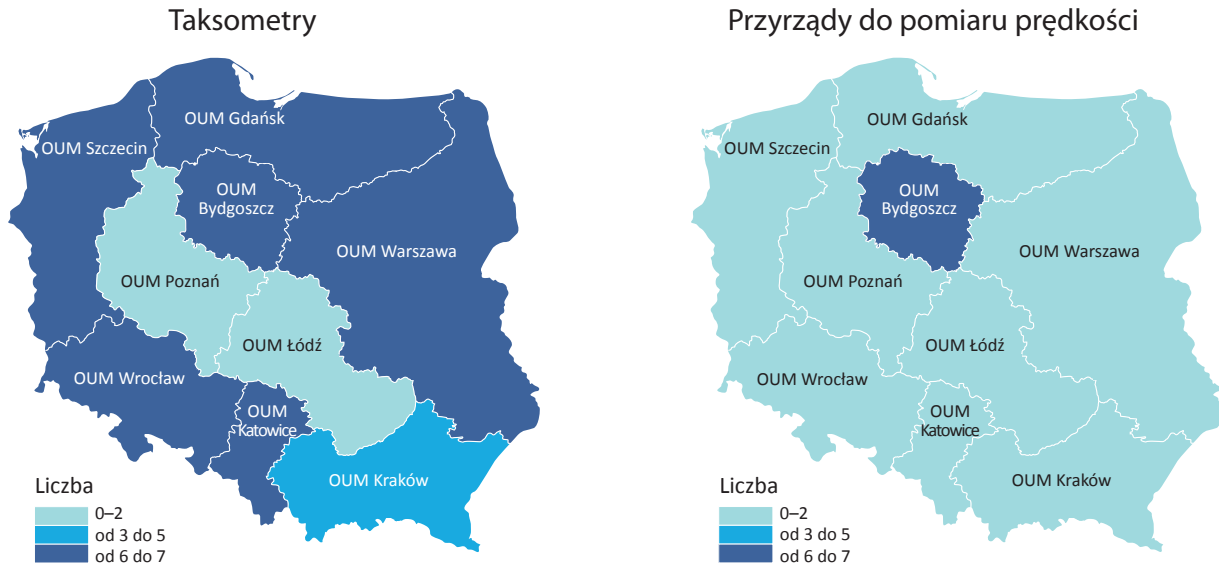 Taksometry
OUM Gdańsk
OUM Szczecin
OUM
Bydgoszcz
OUM Warszawa
OUM Poznań
OUM Łódź
OUM Wrocław
OUM
Katowice
OUM Kraków
Liczba
0–2
od 3 do 5
od 6 do 7
Przyrządy do pomiaru prędkości
OUM Gdańsk
OUM Szczecin
OUM
Bydgoszcz
OUM Warszawa
OUM Poznań
OUM Łódź
OUM Wrocław
OUM
Katowice
OUM Kraków
Liczba
0–2
od 3 do 5
od 6 do 7